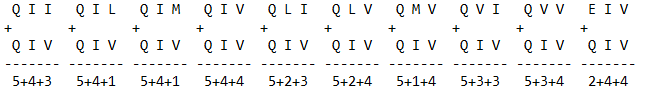 Q I I   Q I L   Q I M   Q I V   Q L I   Q L V   Q M V   Q V I   Q V V   E I V
+       +       +       +       +       +       +       +       +       +
Q I V   Q I V   Q I V   Q I V   Q I V   Q I V   Q I V   Q I V   Q I V   Q I V
------- ------- ------- ------- ------- ------- ------- ------- ------- -------
5+4+3   5+4+1   5+4+1   5+4+4   5+2+3   5+2+4   5+1+4   5+3+3   5+3+4   2+4+4